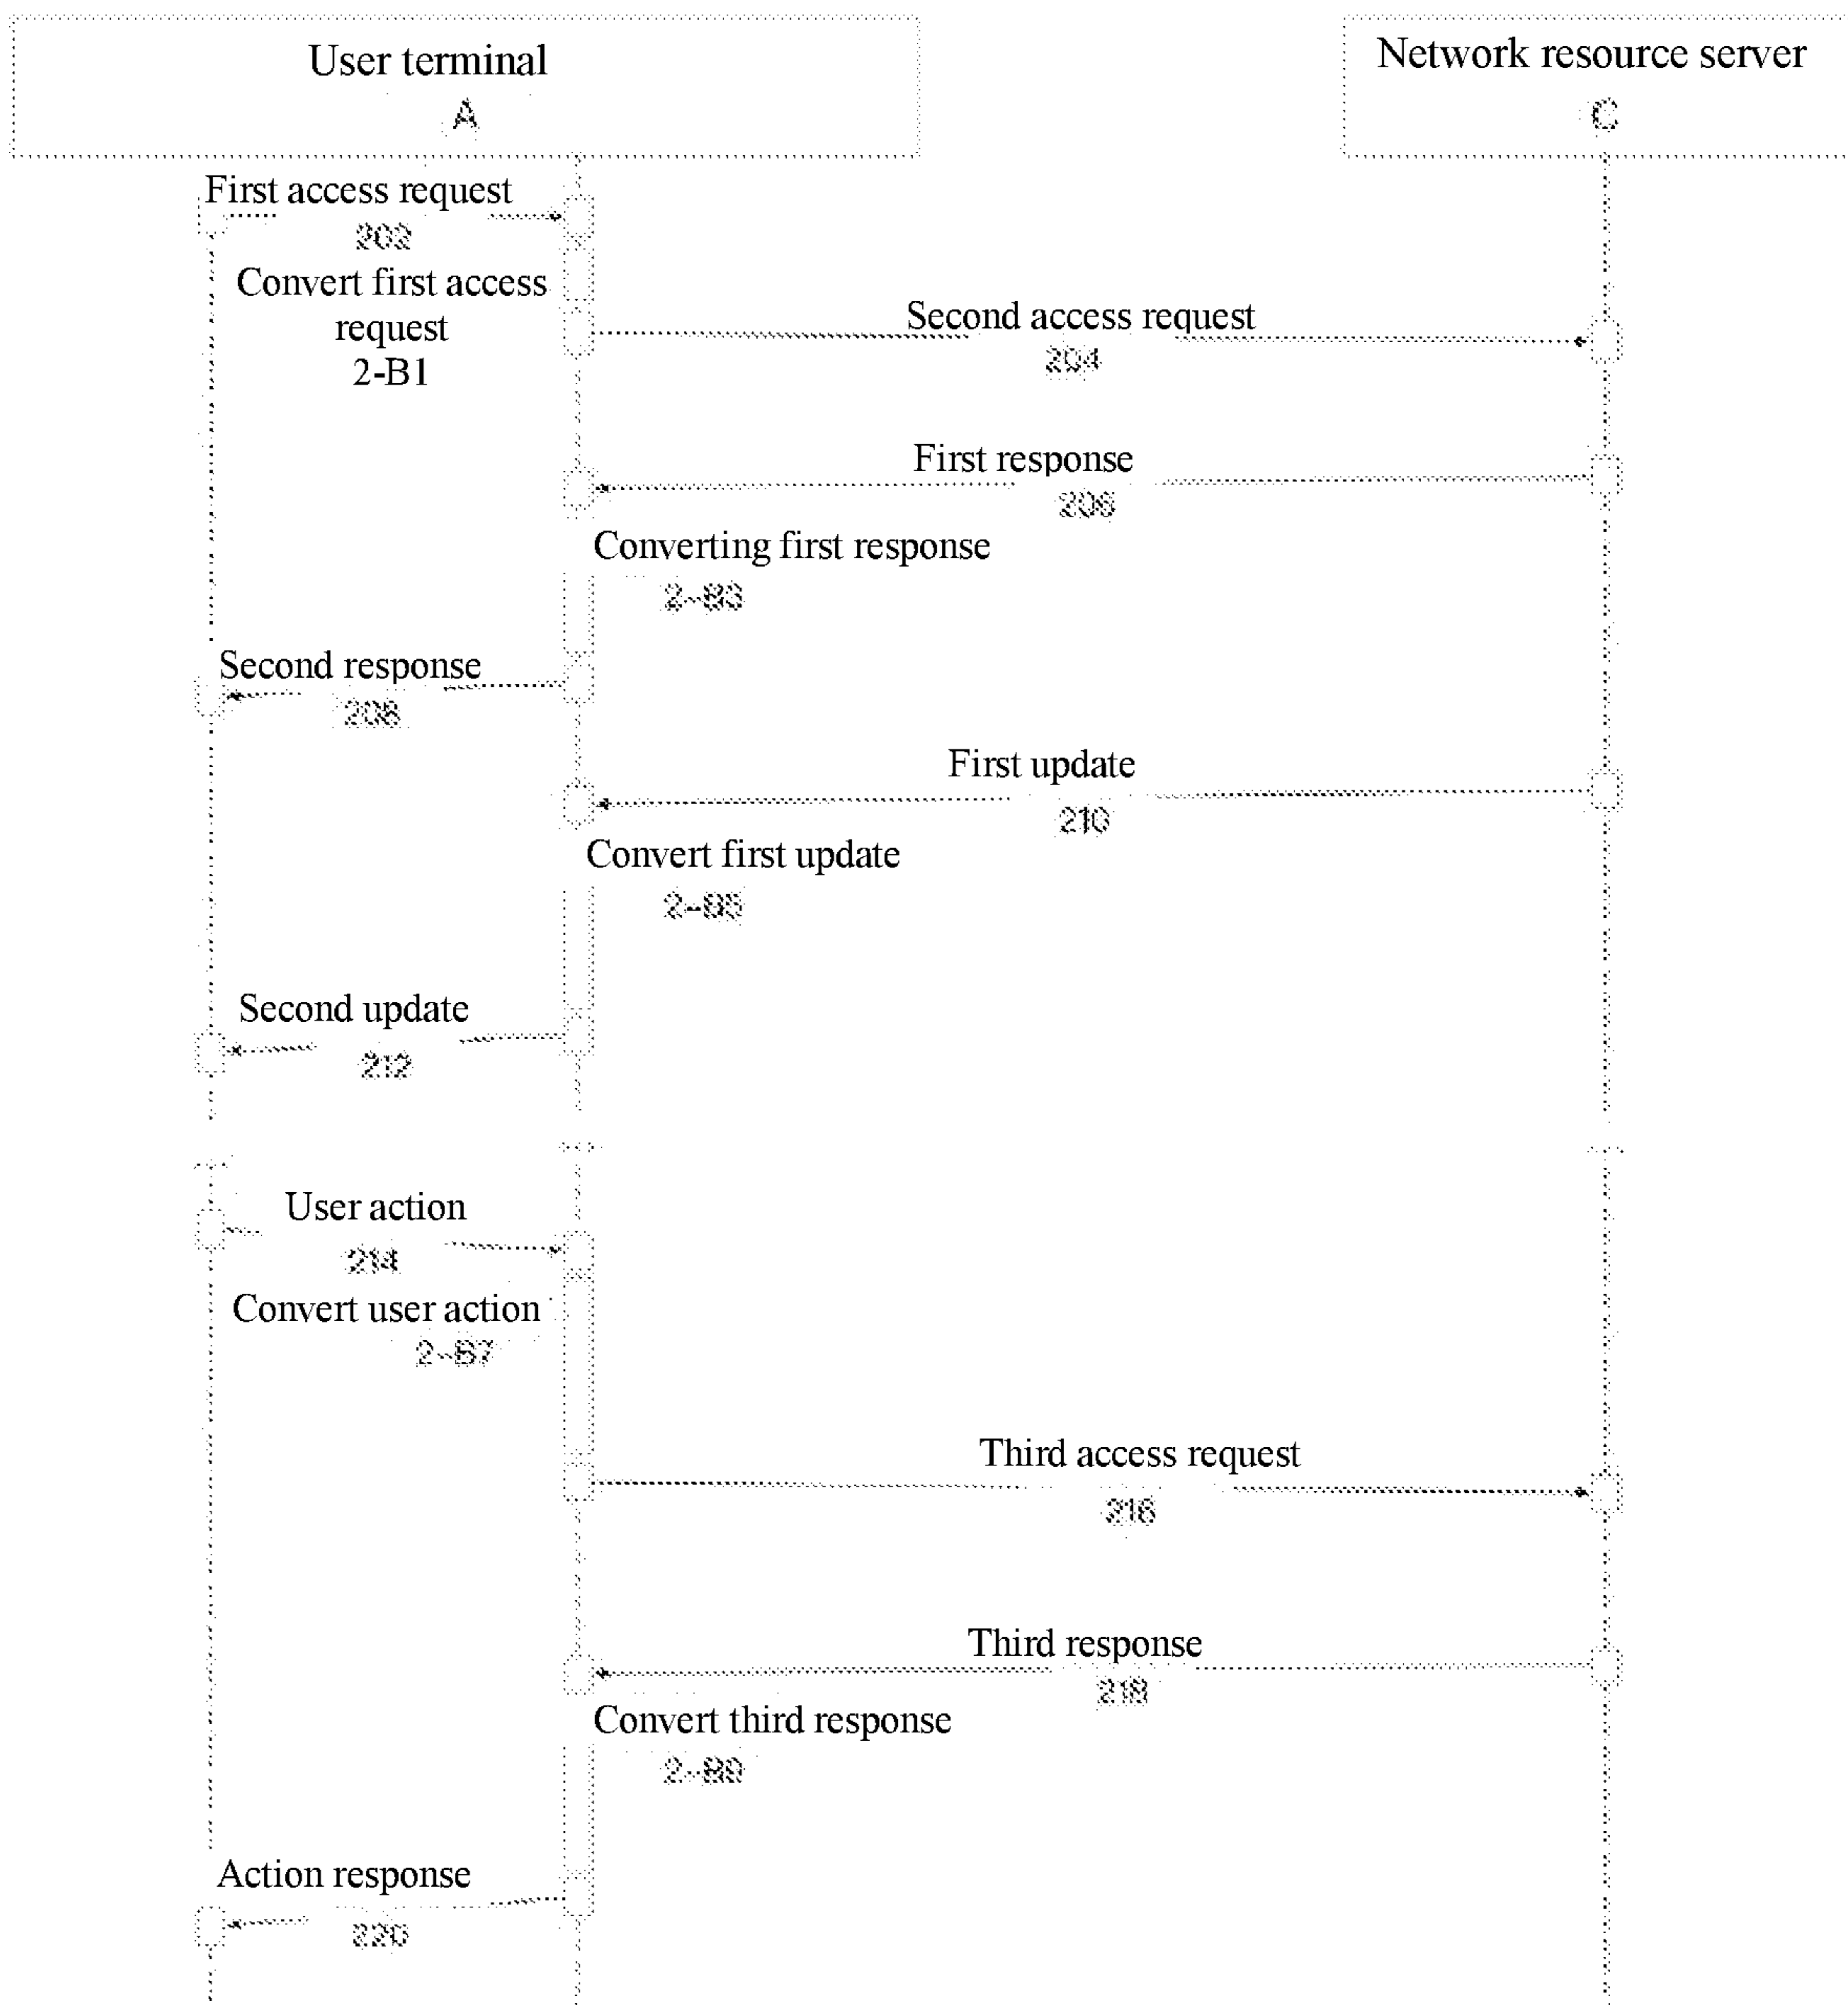 User terminal
A
Network resource server
C
First access request
202
Convert first access
request
2-B1
Second access request
204
First response
206
Converting first response
2-B3
Second response
208
First update
210
Convert first update
2-B5
Second update
212
User action
214
Convert user action
2-B7
Third access request
216
Third response
218
Convert third response
2-B9
Action response
220